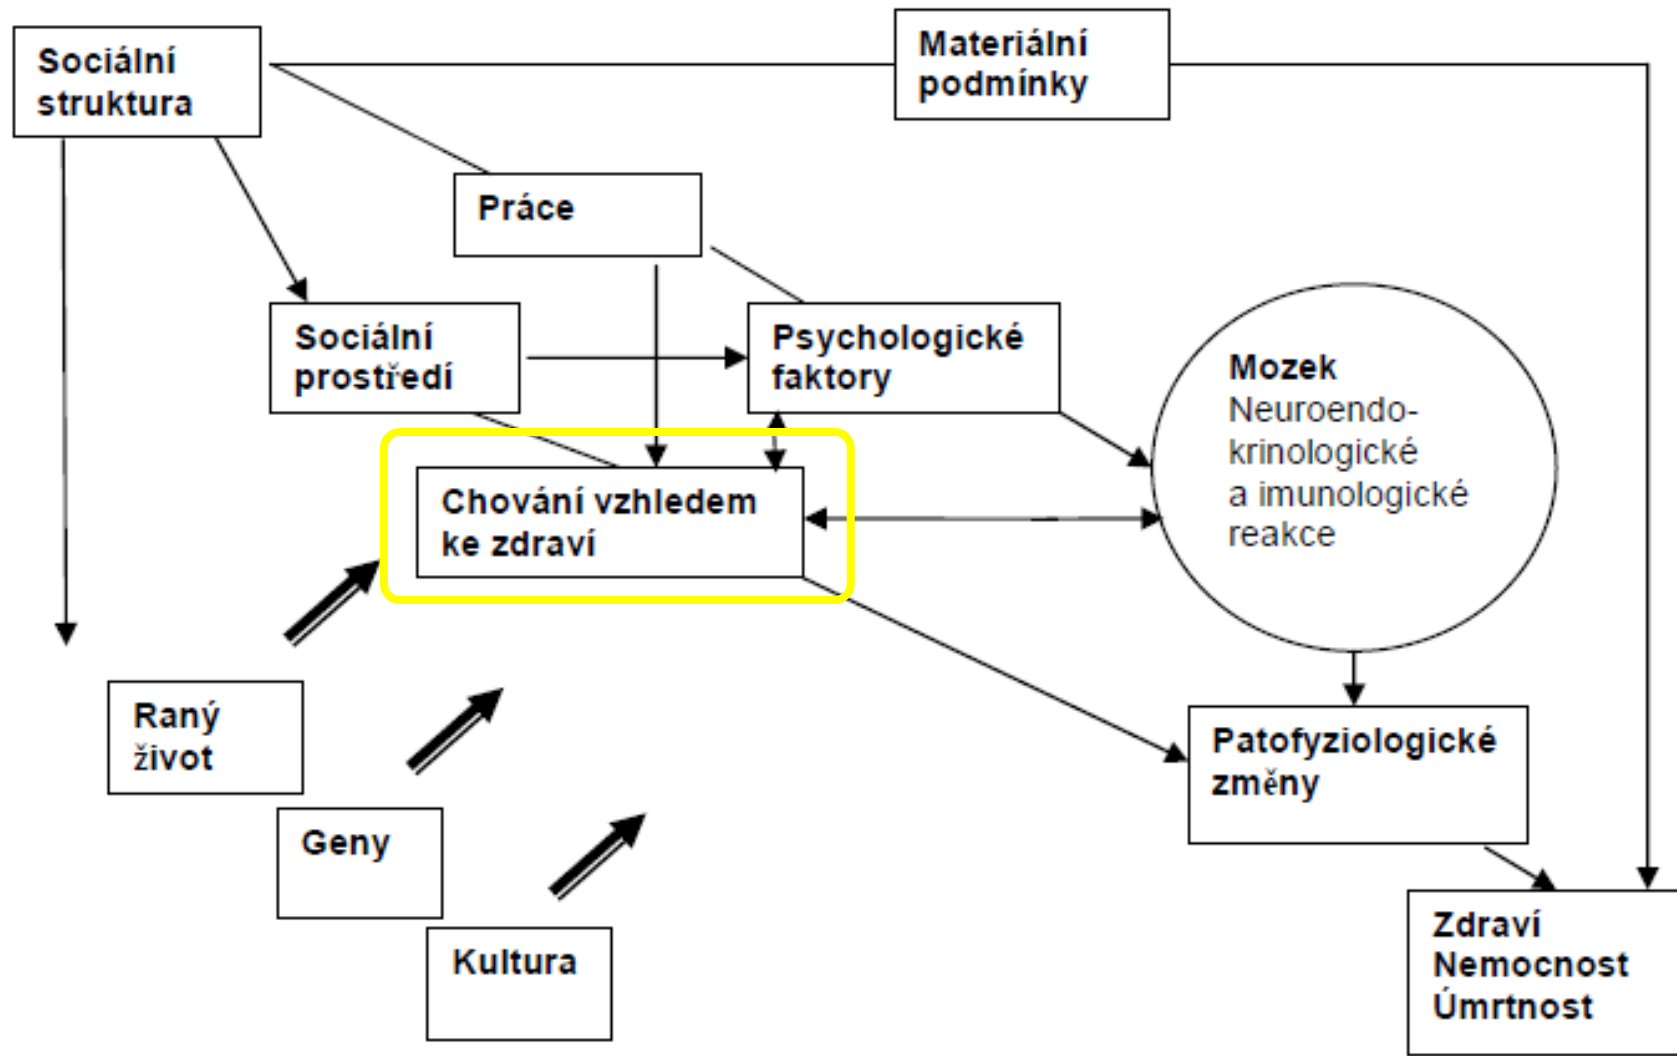 Sociální
struktura
Materiální
podmínky
Práce
Sociální
prostředí
Psychologické
faktory
Mozek
Neuroendo-
krinologické
a imunologické
reakce
Chování vzhledem
ke zdraví
Raný
život
Patofyziologické
změny
Geny
Kultura
Zdraví
Nemocnost
Úmrtnost